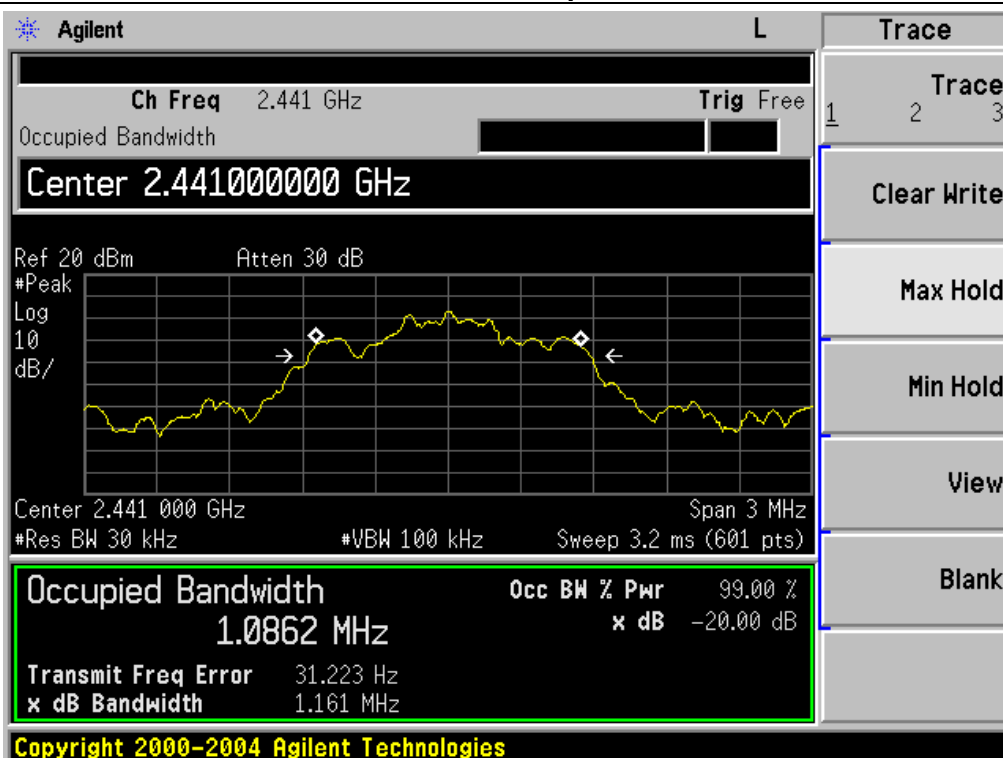 Agilent L Trace
Ch Freq 2.441 GHz Trig Free
Occupied Bandwidth
Center 2.441000000 GHz
Ref 20 dBm Atten 30 dB
#Peak
Log
10
dB/
Center 2.441 000 GHz Span 3 MHz
#Res BW 30 kHz #VBW 100 kHz Sweep 3.2 ms (601 pts)
Occupied Bandwidth
1.0862 MHz
Occ BW % Pwr 99.00 %
x dB -20.00 dB
Transmit Freq Error 31.223 Hz
x dB Bandwidth 1.161 MHz
Copyright 2000-2004 Agilent Technologies
Trace
1 2 3
Clear Write
Max Hold
Min Hold
View
Blank